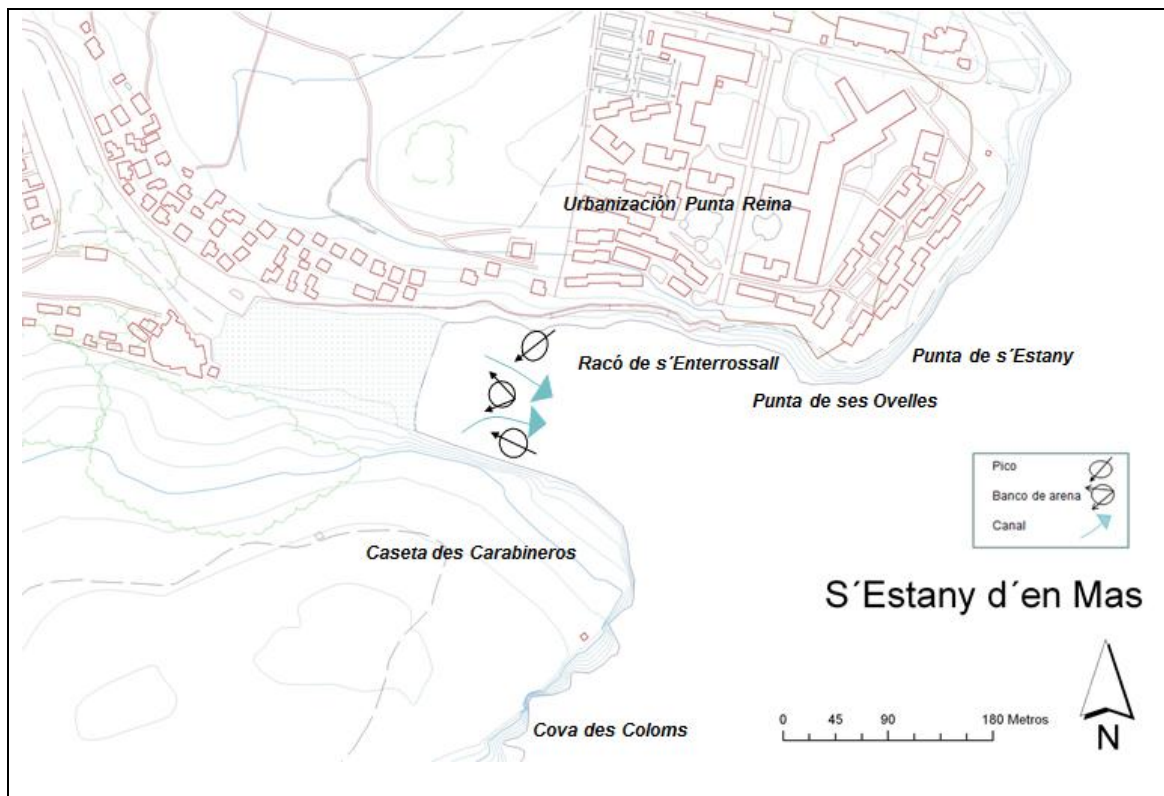 Urbanización Punta Reina
Racó de s´Enterrossall
Punta de s´Estany
Punta de ses Ovelles
Pico
Banco de arena
Canal
Caseta des Carabineros
S´Estany d´en Mas
Cova des Coloms
0 45 90 180 Metros
N